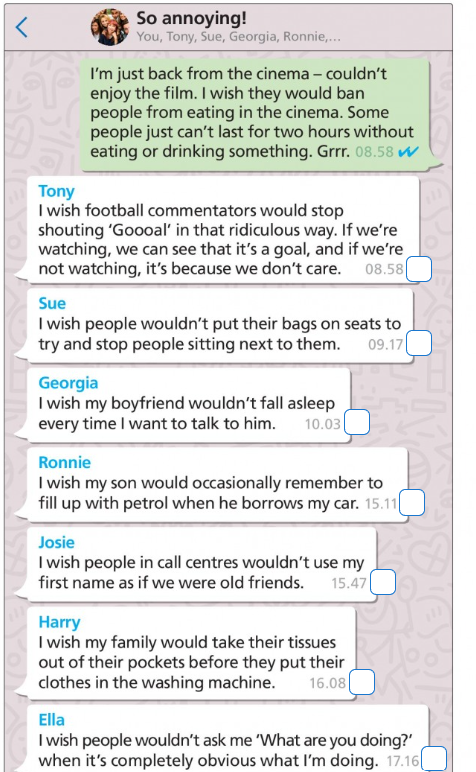 So annoying!
You, Tony, Sue, Georgia, Ronnie,...
I'm just back from the cinema – couldn't
enjoy the film. I wish they would ban
people from eating in the cinema. Some
people just can't last for two hours without
eating or drinking something. Grrr. 08.58
Tony
I wish football commentators would stop
shouting 'Goooal' in that ridiculous way. If we're
watching, we can see that it's a goal, and if we're
not watching, it's because we don't care. 08.58
Sue
I wish people wouldn't put their bags on seats to
try and stop people sitting next to them. 09.17
Georgia
I wish my boyfriend wouldn't fall asleep
every time I want to talk to him. 10.03
Ronnie
I wish my son would occasionally remember to
fill up with petrol when he borrows my car. 15.11
Josie
I wish people in call centres wouldn't use my
first name as if we were old friends. 15.47
Harry
I wish my family would take their tissues
out of their pockets before they put their
clothes in the washing machine. 16.08
Ella
I wish people wouldn't ask me 'What are you doing?'
when it's completely obvious what I'm doing. 17.16